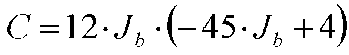 C = 12 · J_b · (−45 · J_b + 4)